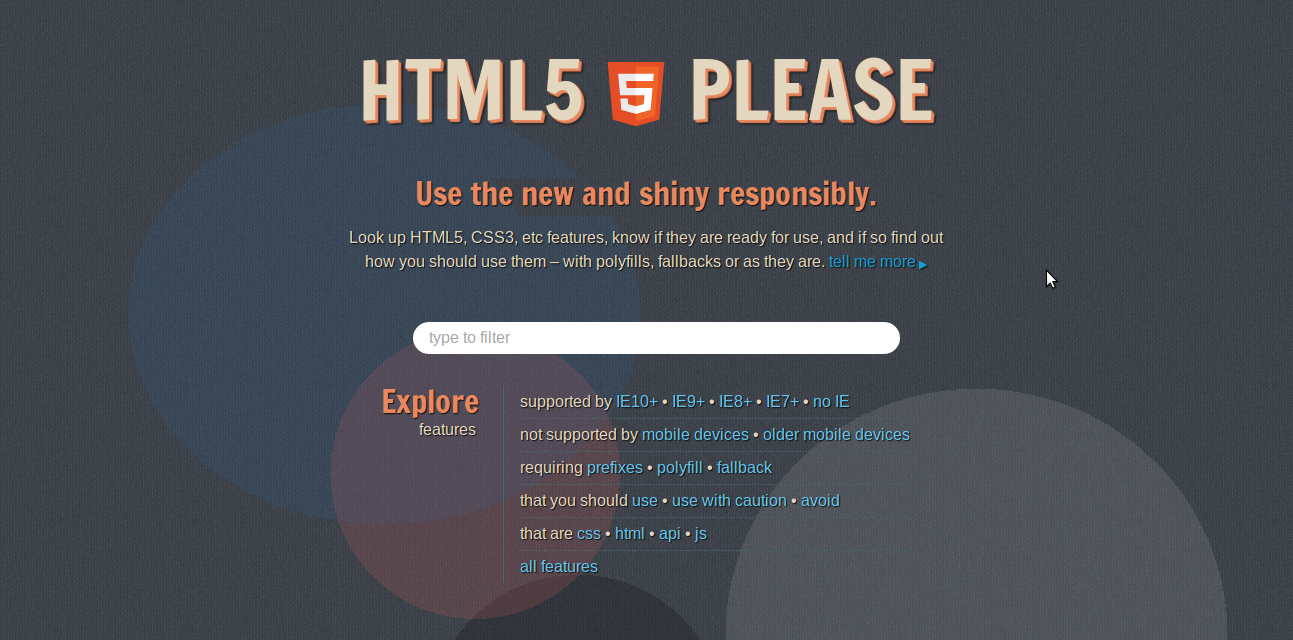 HTML5 5 PLEASE
Use the new and shiny responsibly.
Look up HTML5, CSS3, etc features, know if they are ready for use, and if so find out
how you should use them – with polyfills, fallbacks or as they are. tell me more ▸
type to filter
Explore
features
supported by IE10+ • IE9+ • IE8+ • IE7+ • no IE
not supported by mobile devices • older mobile devices
requiring prefixes • polyfill • fallback
that you should use • use with caution • avoid
that are css • html • api • js
all features